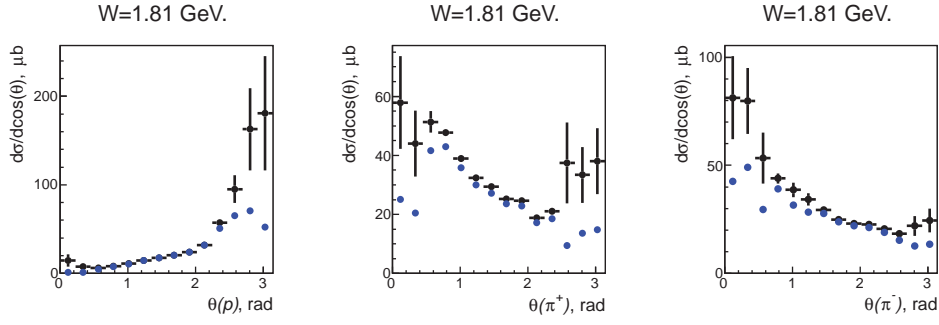 W=1.81 GeV.
dσ/dcos(θ), μb
200
100
0
0 1 2 3
θ(p), rad
W=1.81 GeV.
dσ/dcos(θ), μb
60
40
20
0
0 1 2 3
θ(π⁺), rad
W=1.81 GeV.
dσ/dcos(θ), μb
100
50
0
0 1 2 3
θ(π⁻), rad